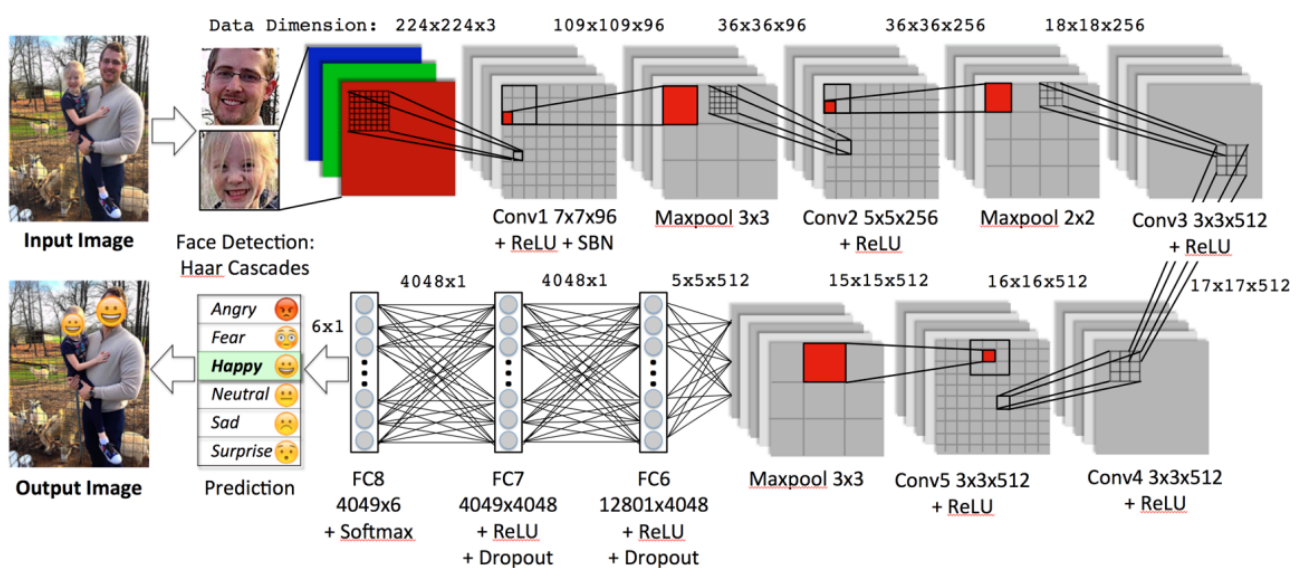 Data Dimension: 224x224x3 109x109x96 36x36x96 36x36x256 18x18x256
Input Image
Face Detection:
Haar Cascades
Conv1 7x7x96
+ ReLU + SBN
Maxpool 3x3
Conv2 5x5x256
+ ReLU
Maxpool 2x2
Conv3 3x3x512
+ ReLU
17x17x512
16x16x512
15x15x512
5x5x512
4048x1
4048x1
6x1
Conv4 3x3x512
+ ReLU
Conv5 3x3x512
+ ReLU
Maxpool 3x3
FC6
12801x4048
+ ReLU
+ Dropout
FC7
4049x4048
+ ReLU
+ Dropout
FC8
4049x6
+ Softmax
Angry
Fear
Happy
Neutral
Sad
Surprise
Prediction
Output Image